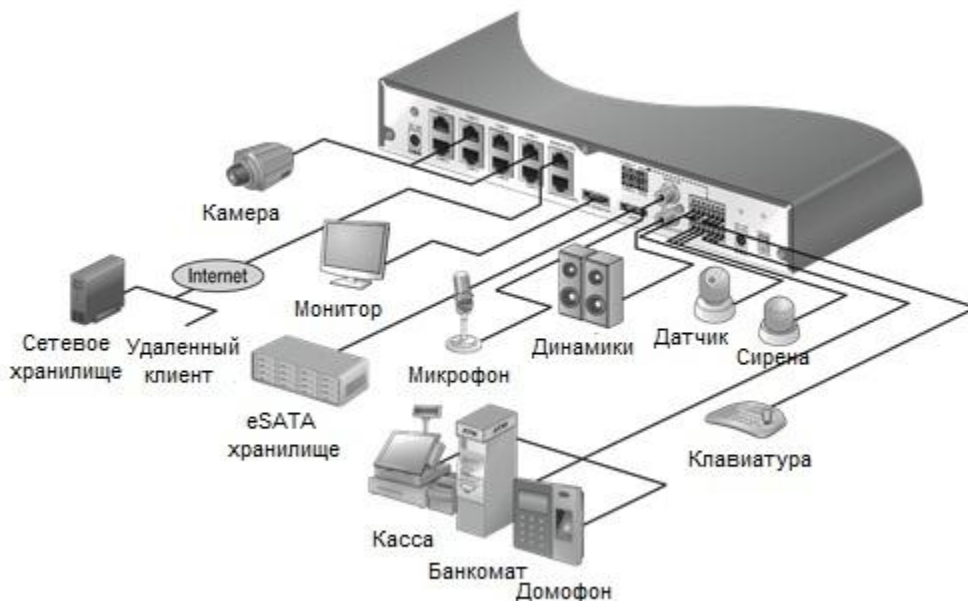 Камера
Internet
Монитор
Сетевое
хранилище
Удаленный
клиент
eSATA
хранилище
Микрофон
Динамики
Датчик
Сирена
Клавиатура
Касса
Банкомат
Домофон